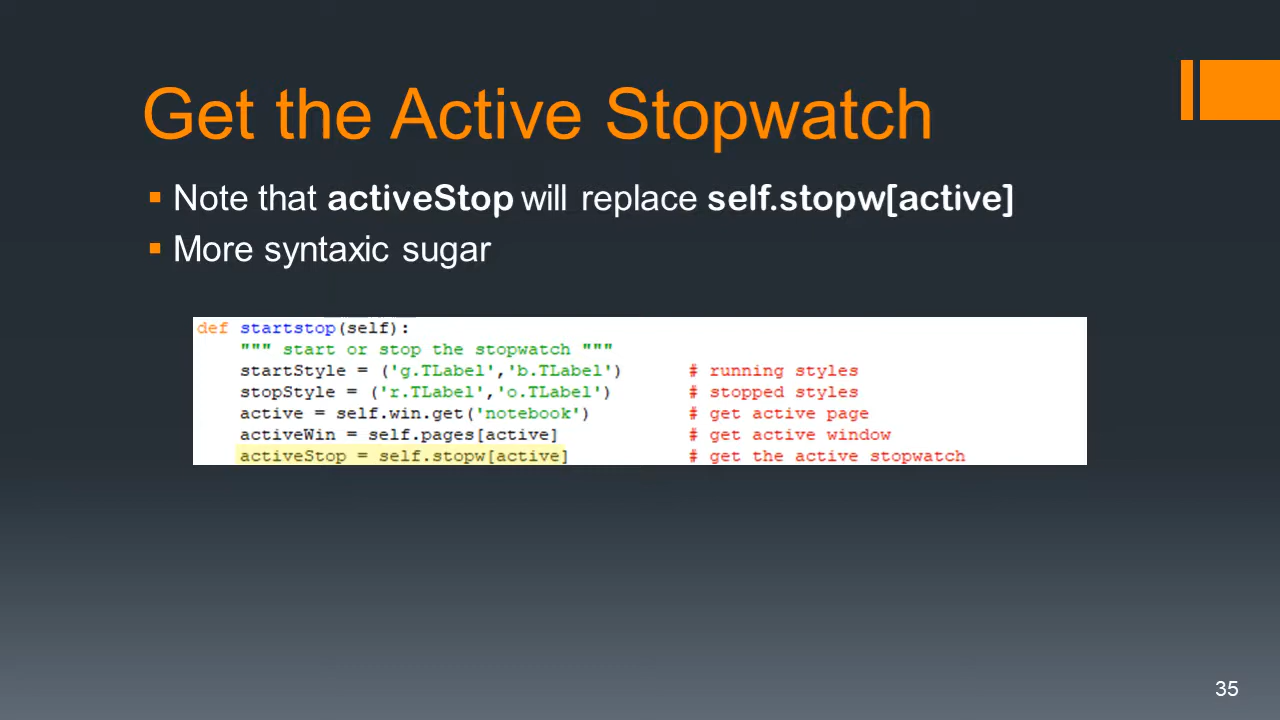 Get the Active Stopwatch
Note that activeStop will replace self.stopw[active]
More syntaxic sugar
def startstop(self):
""" start or stop the stopwatch """
startStyle = ('g.TLabel','b.TLabel') # running styles
stopStyle = ('r.TLabel','o.TLabel') # stopped styles
active = self.win.get('notebook') # get active page
activeWin = self.pages[active] # get active window
activeStop = self.stopw[active] # get the active stopwatch
35